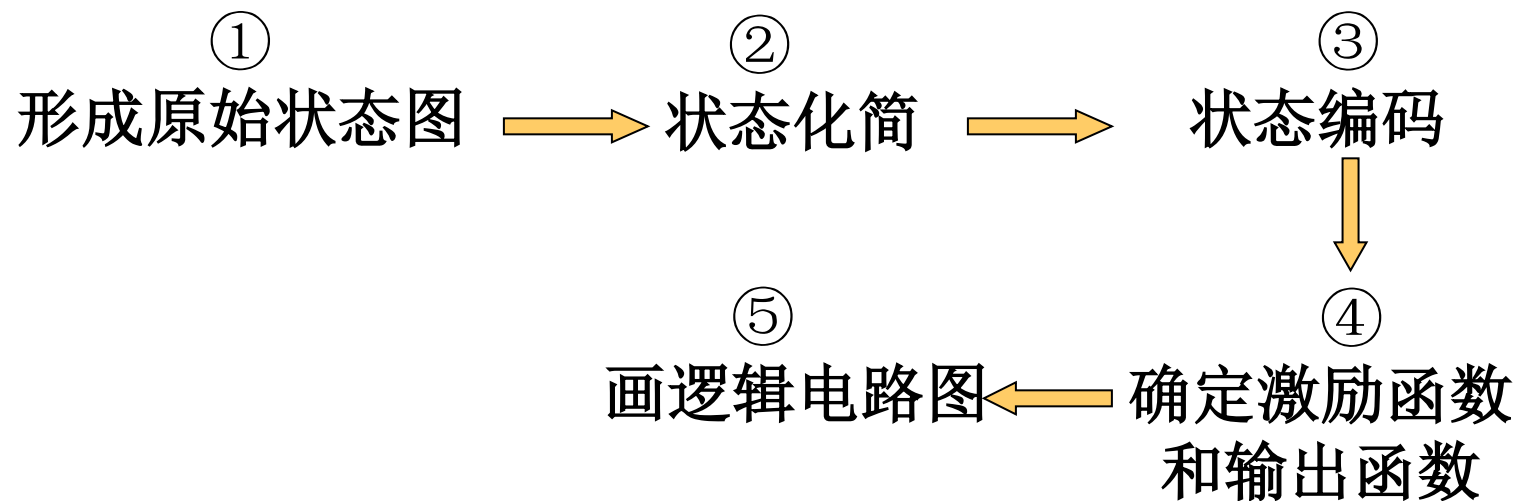 ①
形成原始状态图
②
状态化简
③
状态编码
④
确定激励函数
和输出函数
⑤
画逻辑电路图